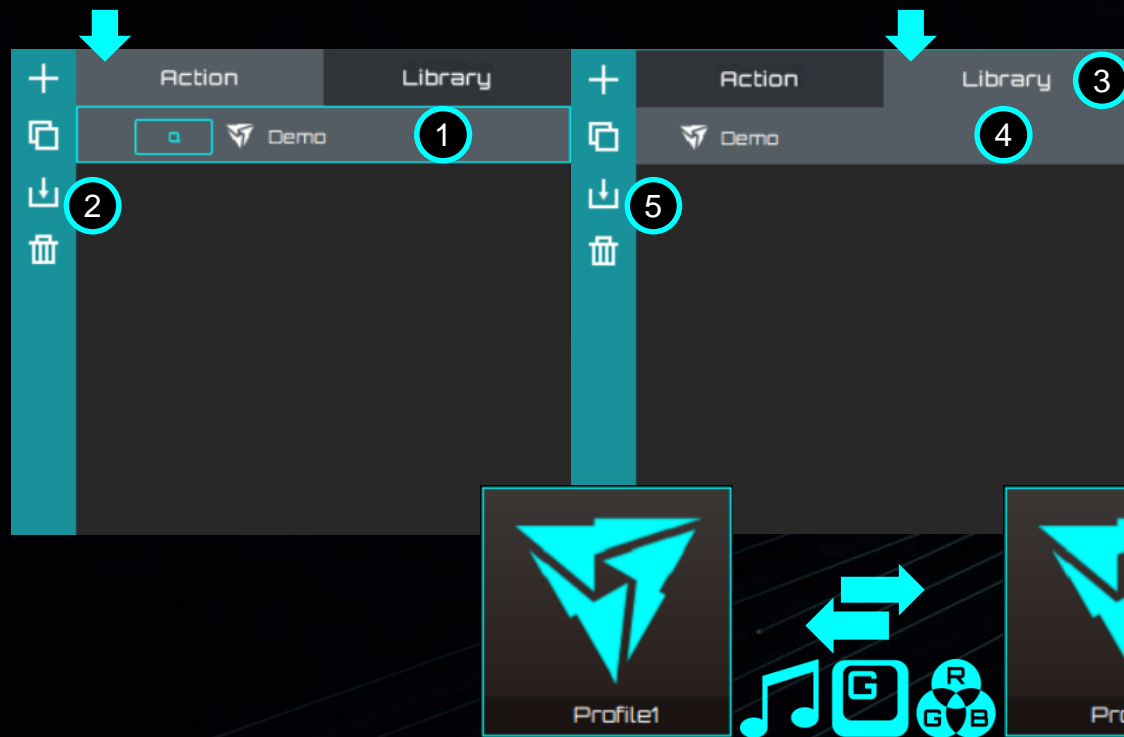 Action Library
Demo 1
2
Action Library 3
Demo 4
5
Profile1
G
R
G B